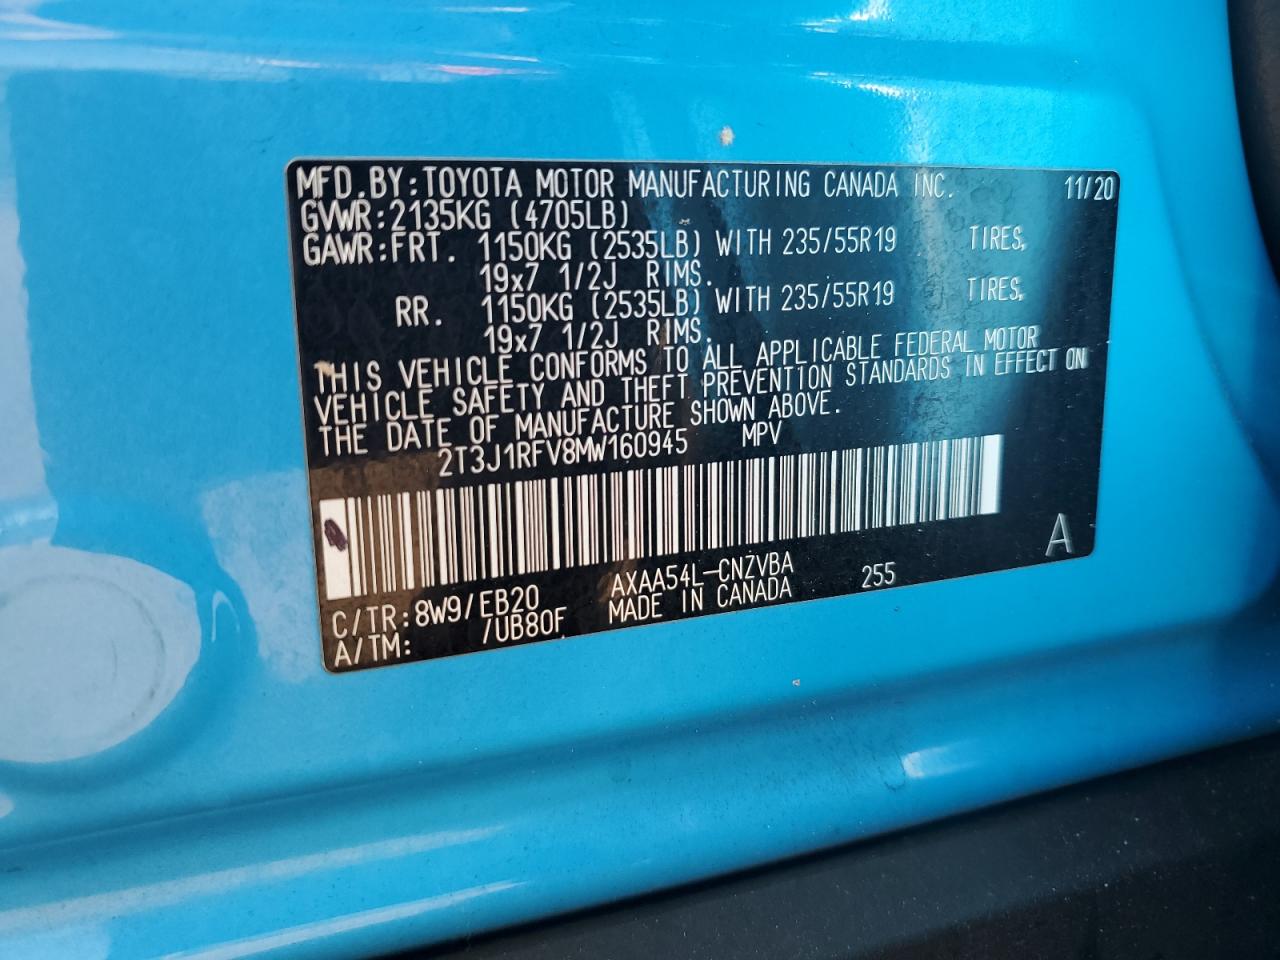 MFD.BY:TOYOTA MOTOR MANUFACTURING CANADA INC. 11/20
GVWR:2135KG (4705LB)
GAWR:FRT. 1150KG (2535LB) WITH 235/55R19 TIRES,
19x7 1/2J RIMS.
RR. 1150KG (2535LB) WITH 235/55R19 TIRES,
19x7 1/2J RIMS.
THIS VEHICLE CONFORMS TO ALL APPLICABLE FEDERAL MOTOR
VEHICLE SAFETY AND THEFT PREVENTION STANDARDS IN EFFECT ON
THE DATE OF MANUFACTURE SHOWN ABOVE.
2T3J1RFV8MW160945 MPV
A
C/TR:8W9/EB20 AXAA54L-CNZVBA 255
A/TM: /UB80F MADE IN CANADA